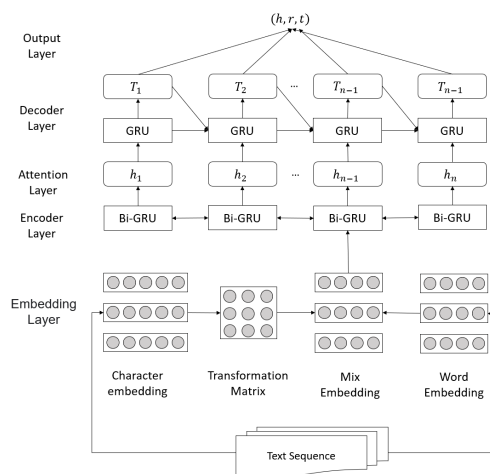 (h, r, t)
Output
Layer
T₁ T₂ ... Tₙ₋₁ Tₙ₋₁
Decoder
Layer
GRU GRU GRU GRU
Attention
Layer
h₁ h₂ ... hₙ₋₁ hₙ
Encoder
Layer
Bi-GRU Bi-GRU Bi-GRU Bi-GRU
Embedding
Layer
Character
embedding
Transformation
Matrix
Mix
Embedding
Word
Embedding
Text Sequence